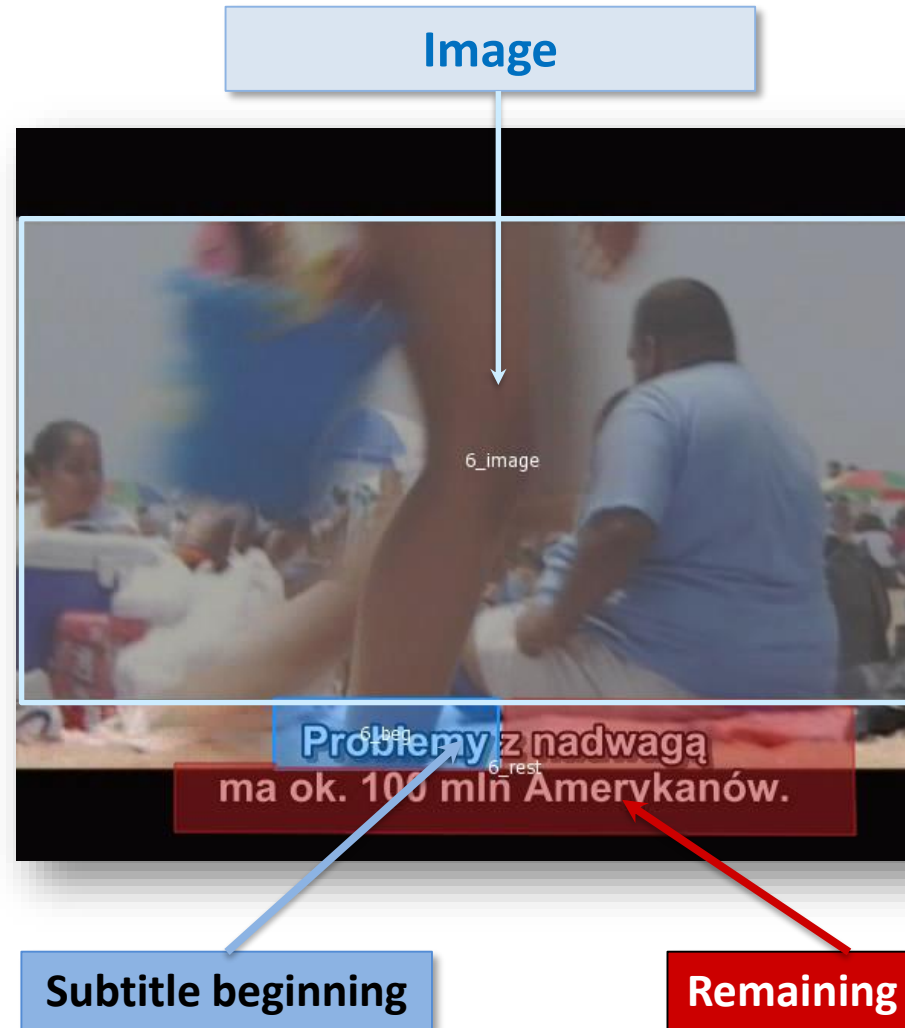 Image
6_image
Problemy z nadwagą
6_beg
6_rest
ma ok. 100 mln Amerykanów.
Subtitle beginning
Remaining